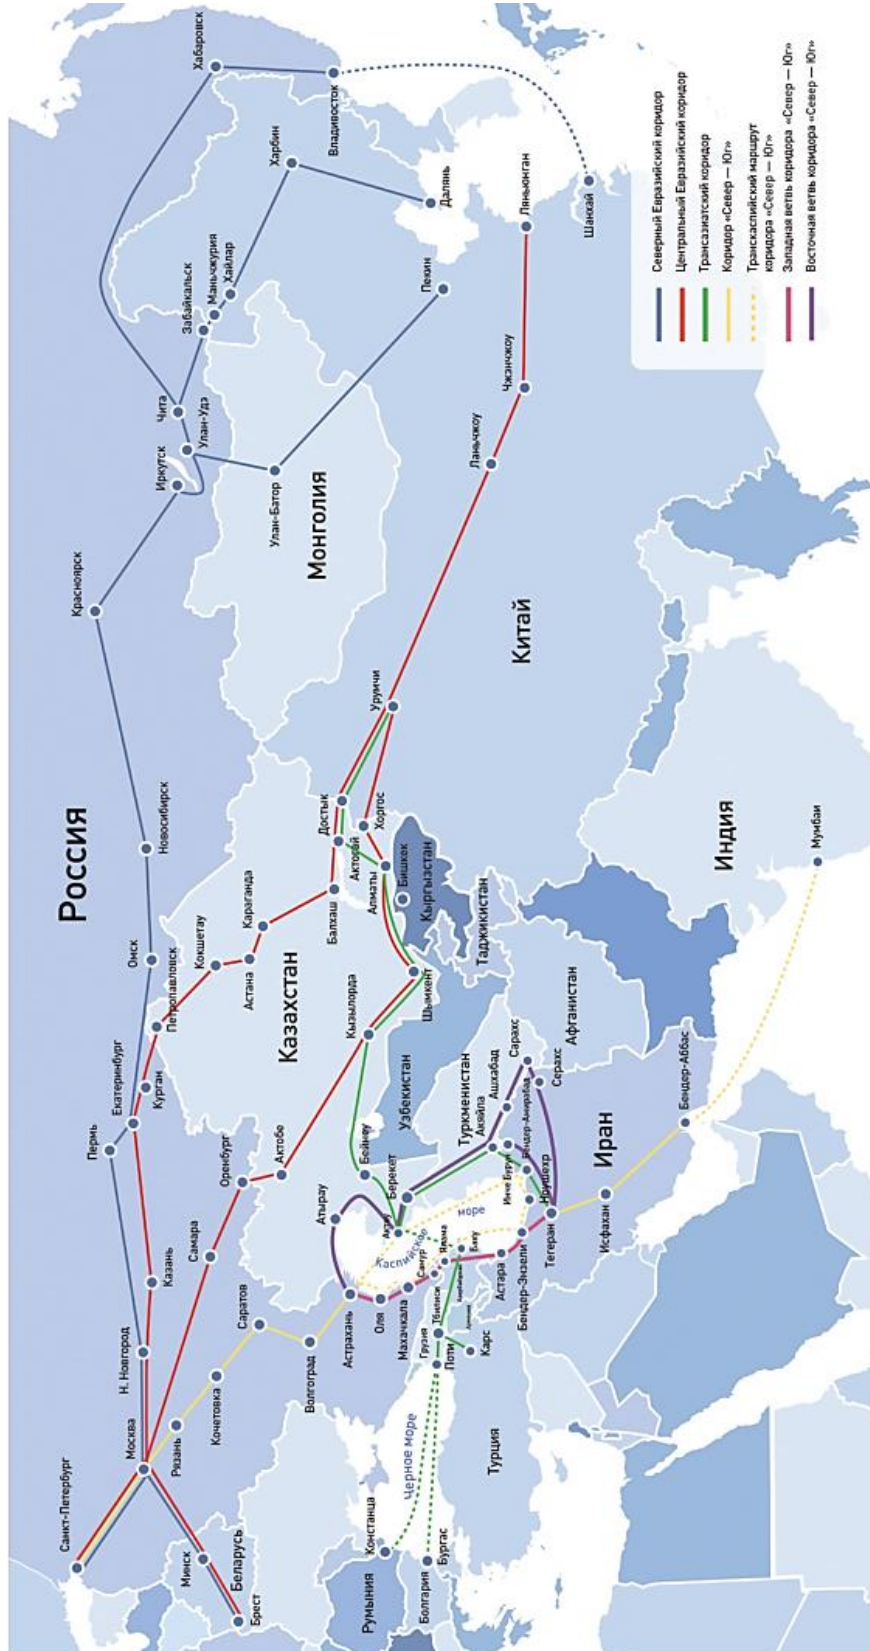 Россия
Санкт-Петербург
Москва
Н. Новгород
Пермь
Екатеринбург
Казань
Курган
Петропавловск
Омск
Новосибирск
Красноярск
Иркутск
Улан-Удэ
Чита
Забайкальск
Маньчжурия
Хайлар
Харбин
Хабаровск
Владивосток
Далянь
Пекин
Улан-Батор
Монголия
Минск
Беларусь
Брест
Рязань
Кочетовка
Саратов
Волгоград
Самара
Оренбург
Актобе
Казахстан
Кокшетау
Астана
Караганда
Балхаш
Достык
Актогай
Хоргос
Алматы
Урумчи
Ланьчжоу
Чжэнчжоу
Ляньюнган
Шанхай
Китай
Бишкек
Кыргызстан
Таджикистан
Шымкент
Кызылорда
Узбекистан
Бейнеу
Атырау
Актау
Берекет
Туркменистан
Акяйла
Ашхабад
Сарахс
Серахс
Афганистан
Каспийское
море
Астрахань
Оля
Махачкала
Самур
Ялама
Баку
Грузия
Тбилиси
Поти
Карс
Астара
Бендер-Энзели
Инче Бурун
Бендер-Амирабад
Ноушехр
Тегеран
Иран
Исфахан
Бендер-Аббас
Индия
Мумбаи
Черное море
Констанца
Румыния
Бургас
Болгария
Турция
Северный Евразийский коридор
Центральный Евразийский коридор
Трансазиатский коридор
Коридор «Север — Юг»
Транскаспийский маршрут
коридора «Север — Юг»
Западная ветвь коридора «Север — Юг»
Восточная ветвь коридора «Север — Юг»